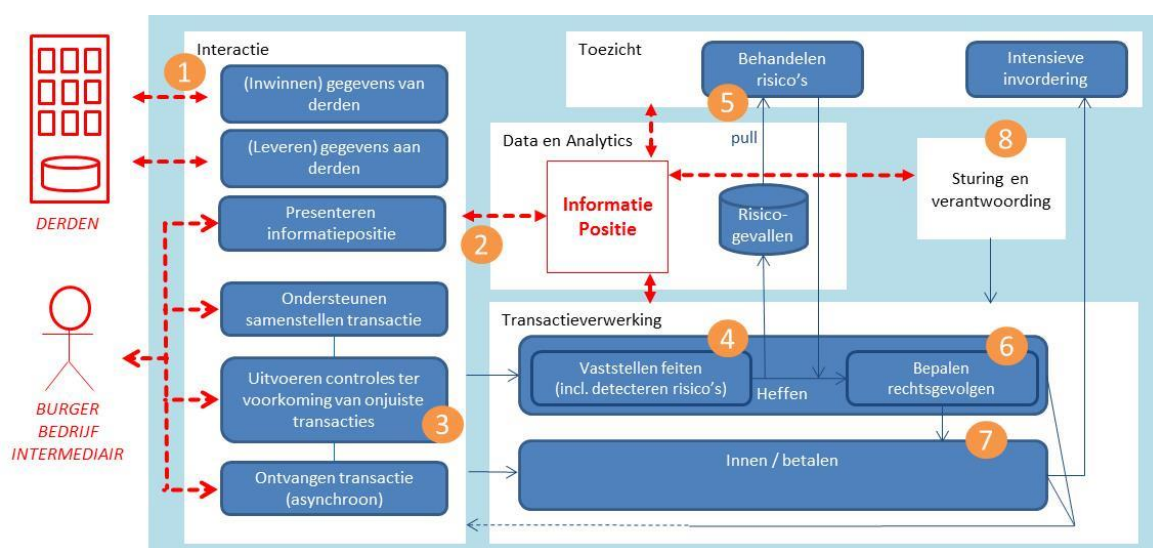 DERDEN
BURGER
BEDRIJF
INTERMEDIAIR
Interactie
1
(Inwinnen) gegevens van
derden
(Leveren) gegevens aan
derden
Presenteren
informatiepositie
2
Ondersteunen
samenstellen transactie
Uitvoeren controles ter
voorkoming van onjuiste
transacties
3
Ontvangen transactie
(asynchroon)
Toezicht
Behandelen
risico's
5
Intensieve
invordering
Data en Analytics
pull
Informatie
Positie
Risico-
gevallen
8
Sturing en
verantwoording
Transactieverwerking
4
Vaststellen feiten
(incl. detecteren risico's)
Heffen
6
Bepalen
rechtsgevolgen
7
Innen / betalen